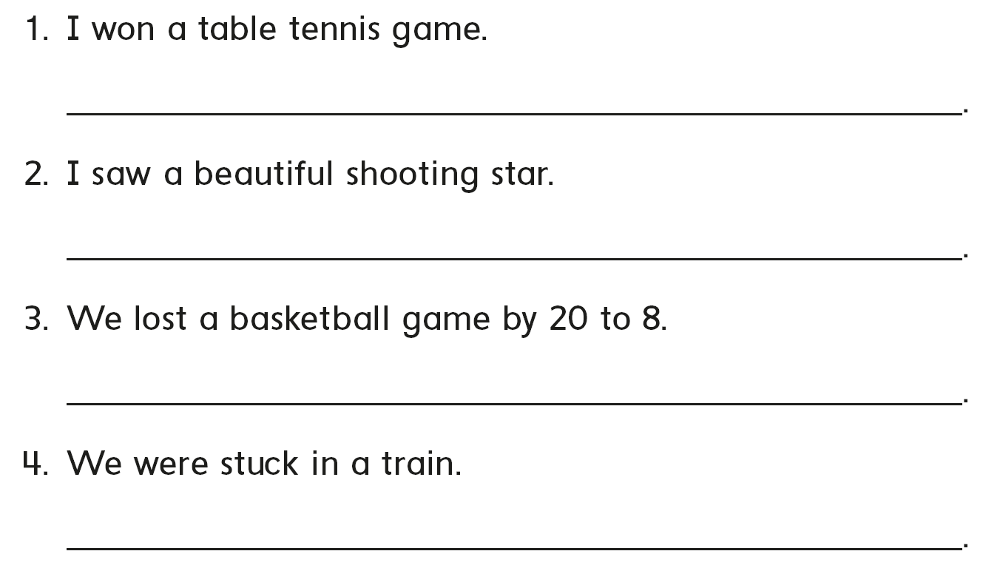 1. I won a table tennis game.
.
2. I saw a beautiful shooting star.
.
3. We lost a basketball game by 20 to 8.
.
4. We were stuck in a train.
.